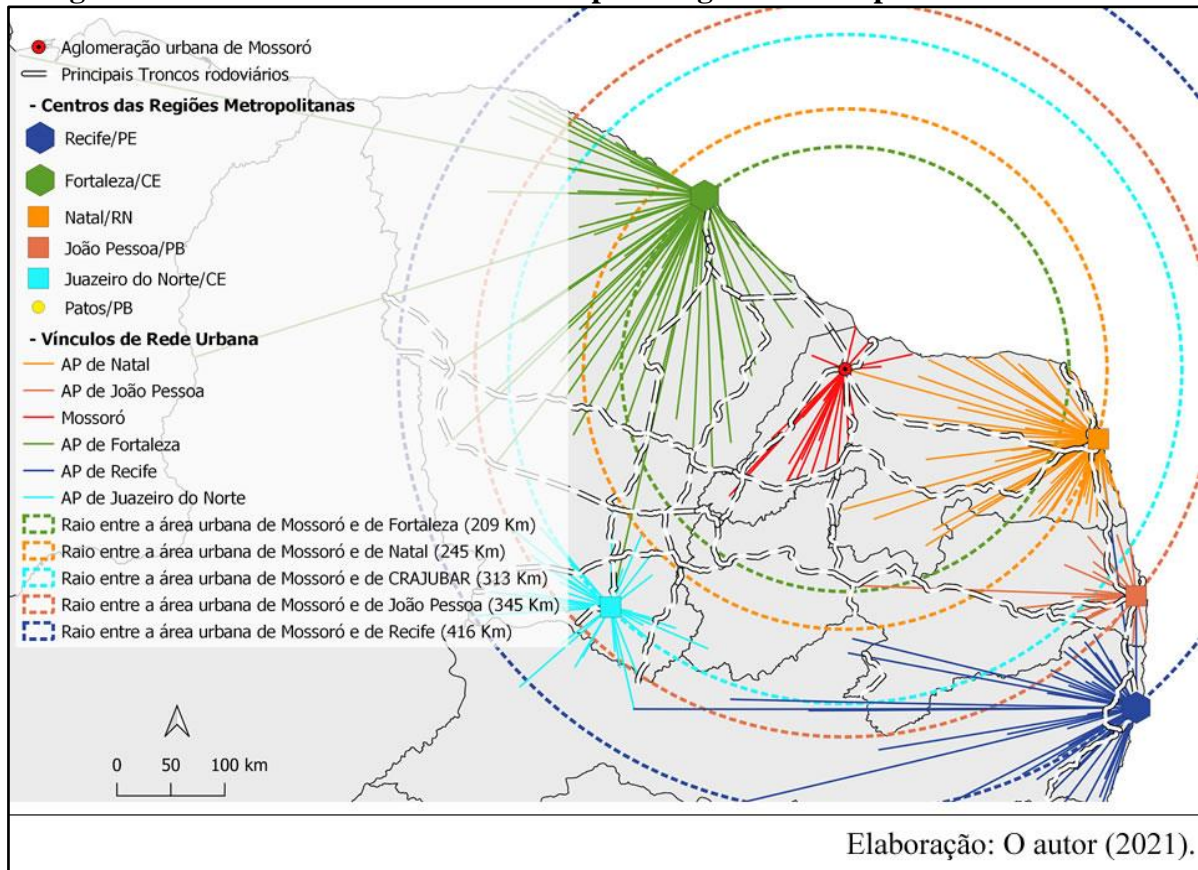 Aglomeração urbana de Mossoró
Principais Troncos rodoviários
- Centros das Regiões Metropolitanas
Recife/PE
Fortaleza/CE
Natal/RN
João Pessoa/PB
Juazeiro do Norte/CE
Patos/PB
- Vínculos de Rede Urbana
AP de Natal
AP de João Pessoa
Mossoró
AP de Fortaleza
AP de Recife
AP de Juazeiro do Norte
Raio entre a área urbana de Mossoró e de Fortaleza (209 Km)
Raio entre a área urbana de Mossoró e de Natal (245 Km)
Raio entre a área urbana de Mossoró e de CRAJUBAR (313 KM)
Raio entre a área urbana de Mossoró e de João Pessoa (345 Km)
Raio entre a área urbana de Mossoró e de Recife (416 Km)
0 50 100 km
Elaboração: O autor (2021).